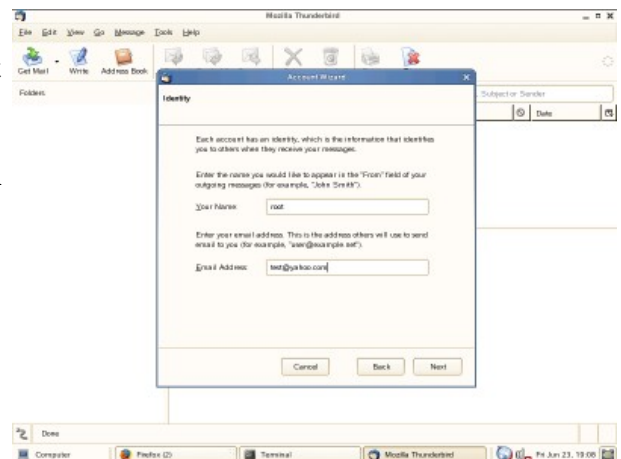 Mozilla Thunderbird
File Edit View Go Message Tools Help
Get Mail Write Address Book
Account Wizard
Folders
Subject or Sender
Date
Identity
Each account has an identity, which is the information that identifies
you to others when they receive your messages.
Enter the name you would like to appear in the "From" field of your
outgoing messages (for example, "John Smith").
Your Name: root
Enter your email address. This is the address others will use to send
email to you (for example, "user@example.net").
Email Address: test@yahoo.com
Cancel Back Next
Done
Computer Firefox (2) Terminal Mozilla Thunderbird Fri Jun 23, 19:08